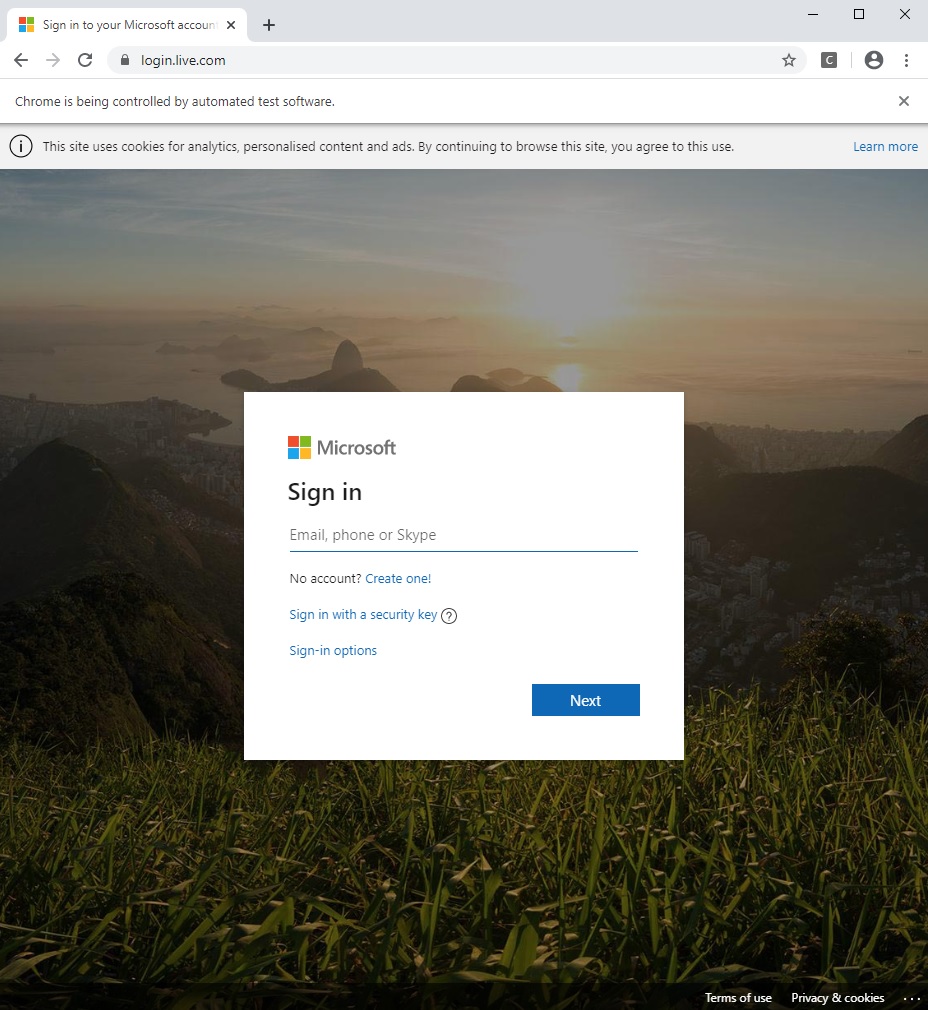 Sign in to your Microsoft account
login.live.com
C
Chrome is being controlled by automated test software.
This site uses cookies for analytics, personalised content and ads. By continuing to browse this site, you agree to this use.
Learn more
Microsoft
Sign in
Email, phone or Skype
No account? Create one!
Sign in with a security key ?
Sign-in options
Next
Terms of use
Privacy & cookies
...